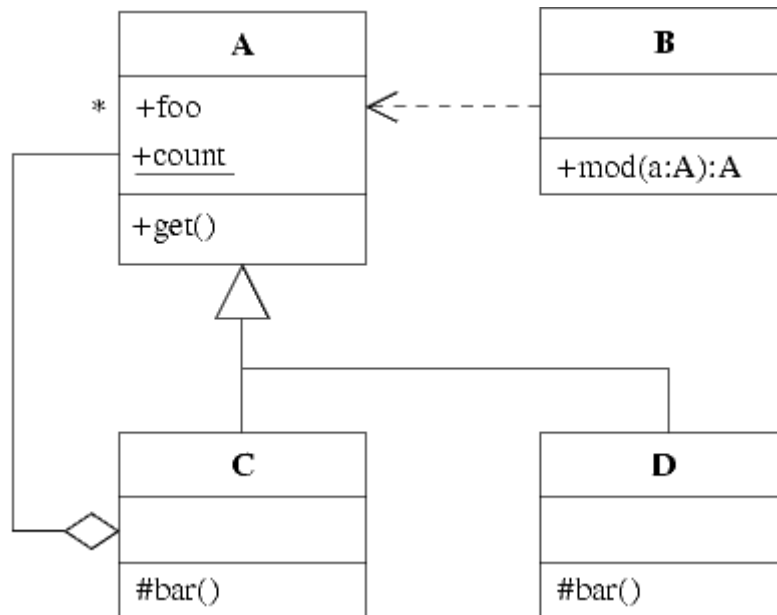 A
B
*
+foo
+count
+get()
+mod(a:A):A
C
D
#bar()
#bar()